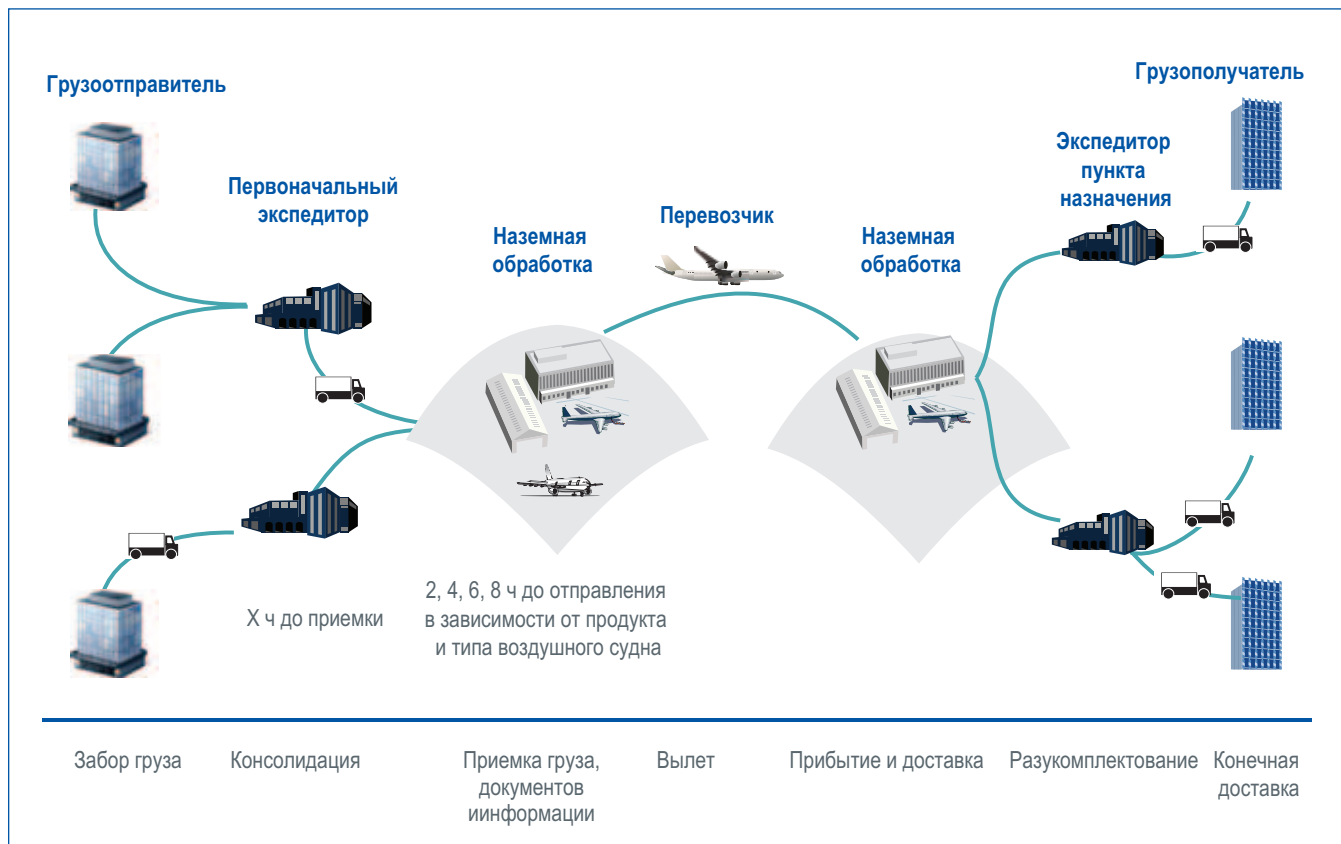 Грузоотправитель
Грузополучатель
Первоначальный
экспедитор
Экспедитор
пункта
назначения
Наземная
обработка
Перевозчик
Наземная
обработка
X ч до приемки
2, 4, 6, 8 ч до отправления
в зависимости от продукта
и типа воздушного судна
Забор груза
Консолидация
Приемка груза,
документов
иинформации
Вылет
Прибытие и доставка
Разукомплектование
Конечная
доставка